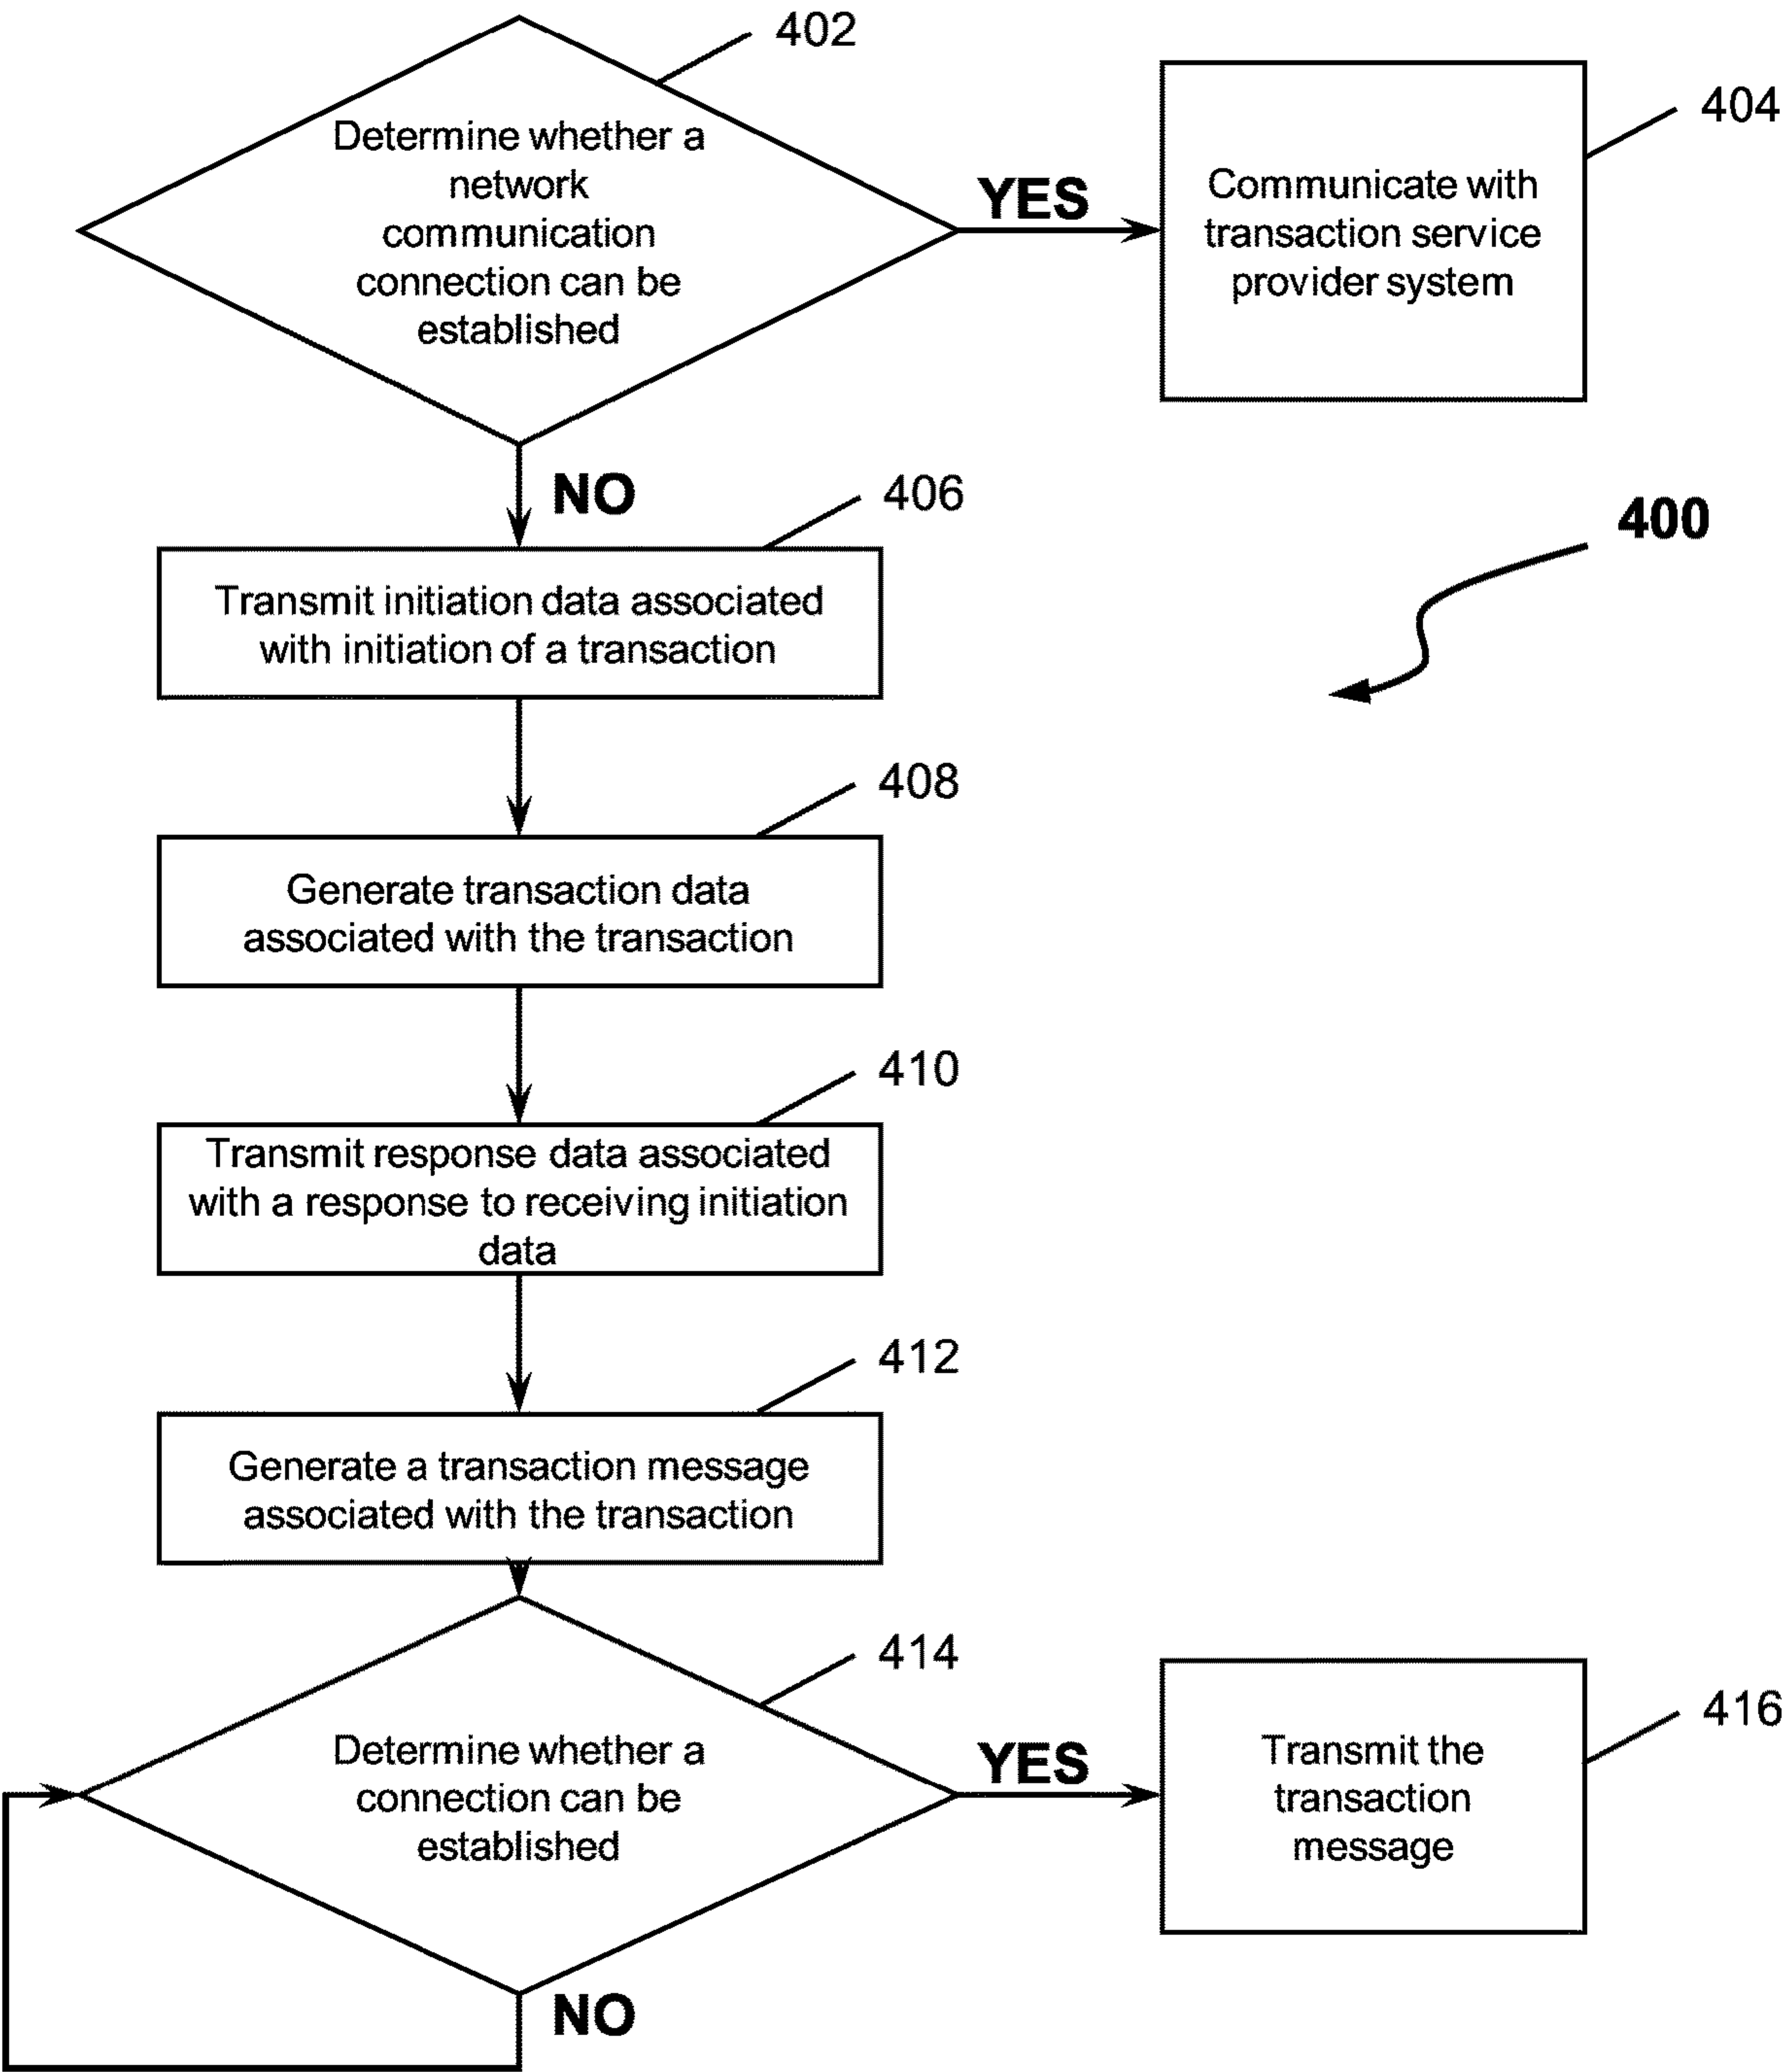 402
Determine whether a
network
communication
connection can be
established
YES
404
Communicate with
transaction service
provider system
NO
406
400
Transmit initiation data associated
with initiation of a transaction
408
Generate transaction data
associated with the transaction
410
Transmit response data associated
with a response to receiving initiation
data
412
Generate a transaction message
associated with the transaction
414
Determine whether a
connection can be
established
YES
416
Transmit the
transaction
message
NO